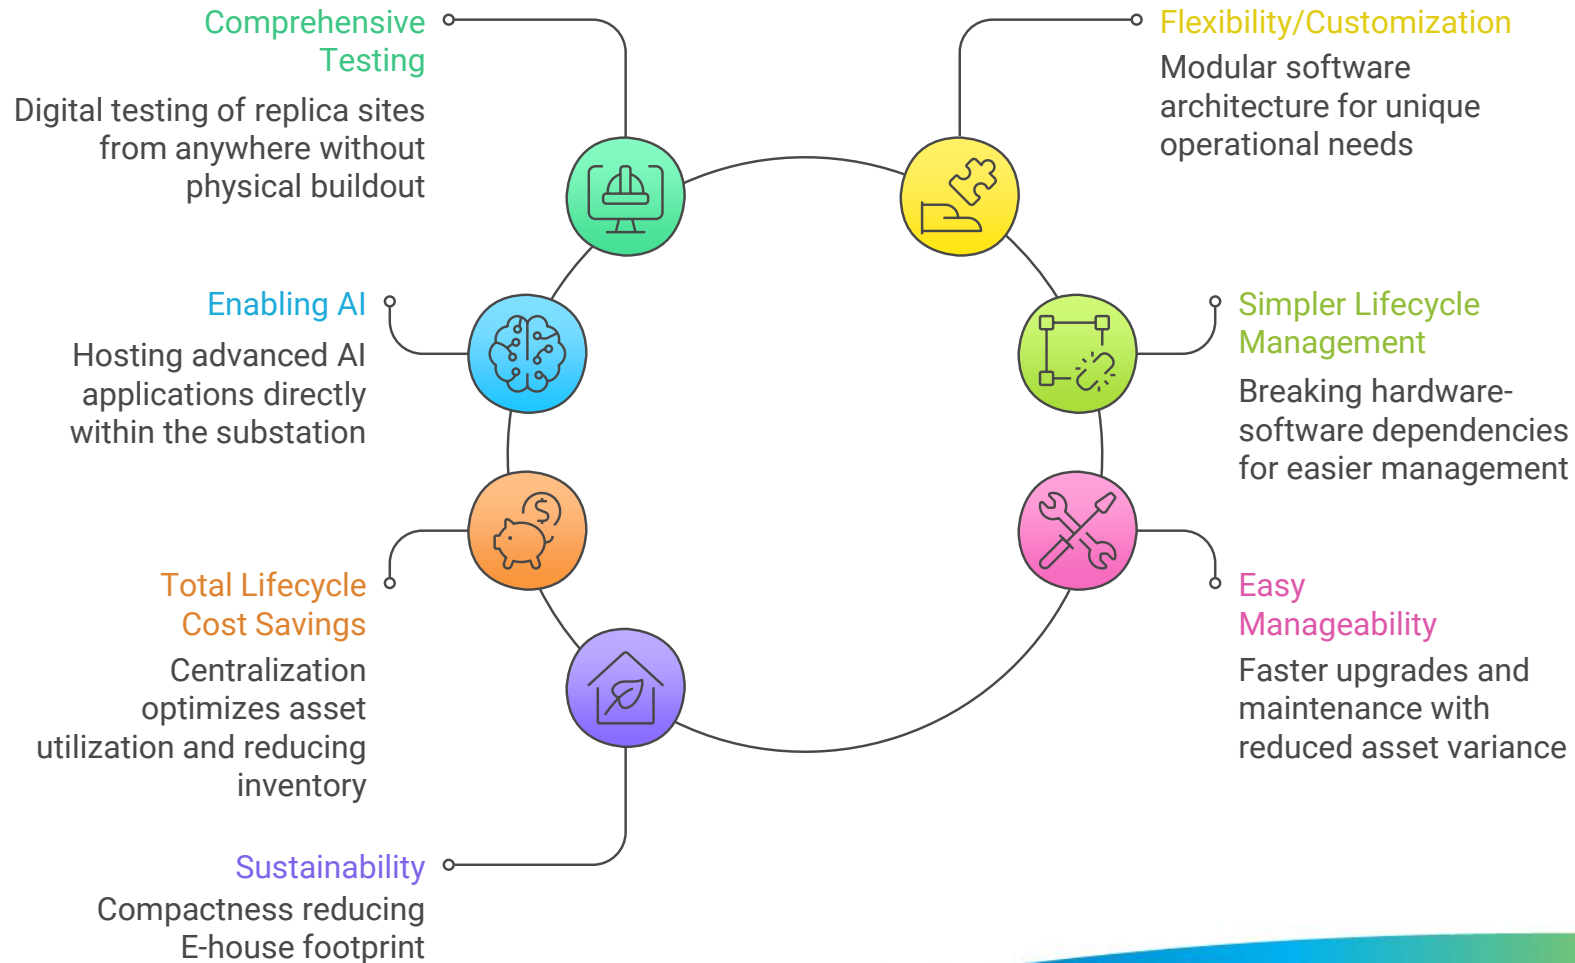 Comprehensive
Testing
Digital testing of replica sites
from anywhere without
physical buildout
Flexibility/Customization
Modular software
architecture for unique
operational needs
Enabling AI
Hosting advanced AI
applications directly
within the substation
Simpler Lifecycle
Management
Breaking hardware-
software dependencies
for easier management
Total Lifecycle
Cost Savings
Centralization
optimizes asset
utilization and reducing
inventory
Easy
Manageability
Faster upgrades and
maintenance with
reduced asset variance
Sustainability
Compactness reducing
E-house footprint
$